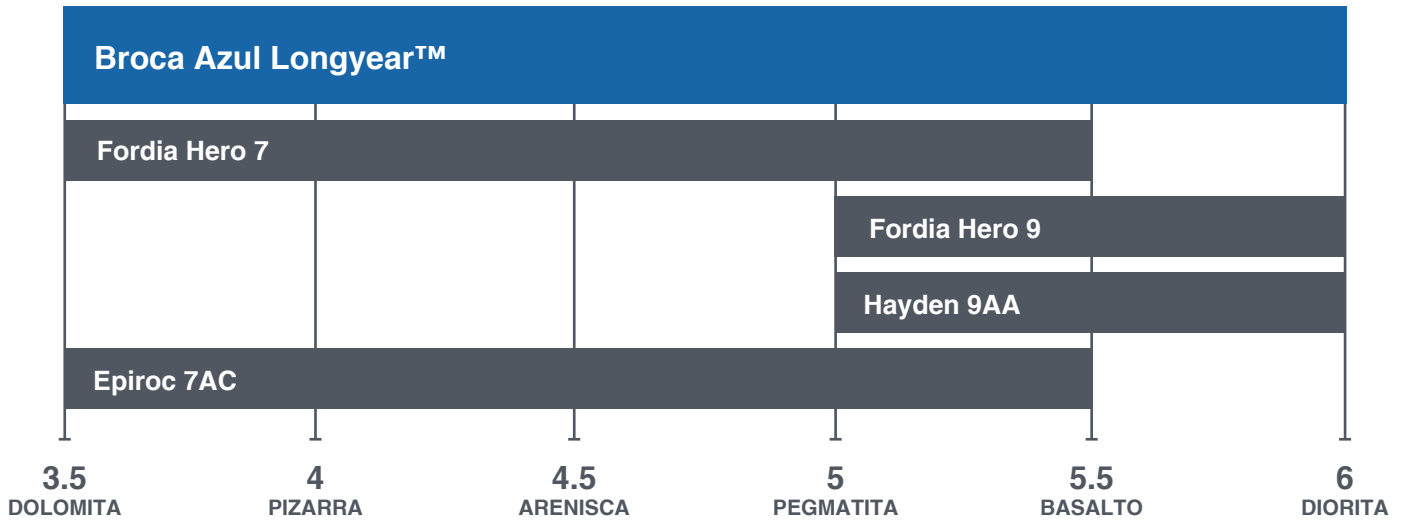 Broca Azul Longyear™
Fordia Hero 7
Fordia Hero 9
Hayden 9AA
Epiroc 7AC
3.5 4 4.5 5 5.5 6
DOLOMITA PIZARRA ARENISCA PEGMATITA BASALTO DIORITA